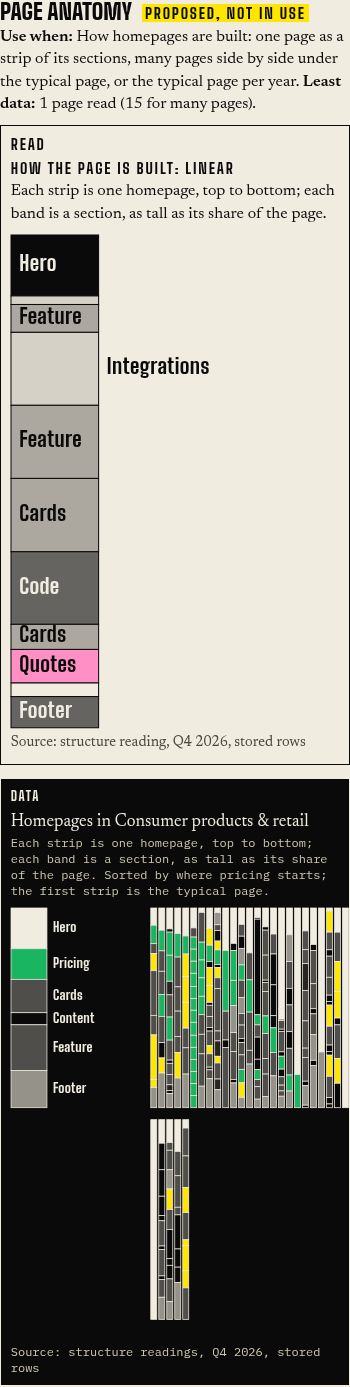 PAGE ANATOMY PROPOSED, NOT IN USE
Use when: How homepages are built: one page as a
strip of its sections, many pages side by side under
the typical page, or the typical page per year. Least
data: 1 page read (15 for many pages).
READ
HOW THE PAGE IS BUILT: LINEAR
Each strip is one homepage, top to bottom; each
band is a section, as tall as its share of the page.
Hero
Feature
Integrations
Feature
Cards
Code
Cards
Quotes
Footer
Source: structure reading, Q4 2026, stored rows
DATA
Homepages in Consumer products & retail
Each strip is one homepage, top to bottom;
each band is a section, as tall as its share
of the page. Sorted by where pricing starts;
the first strip is the typical page.
Hero
Pricing
Cards
Content
Feature
Footer
Source: structure readings, Q4 2026, stored
rows